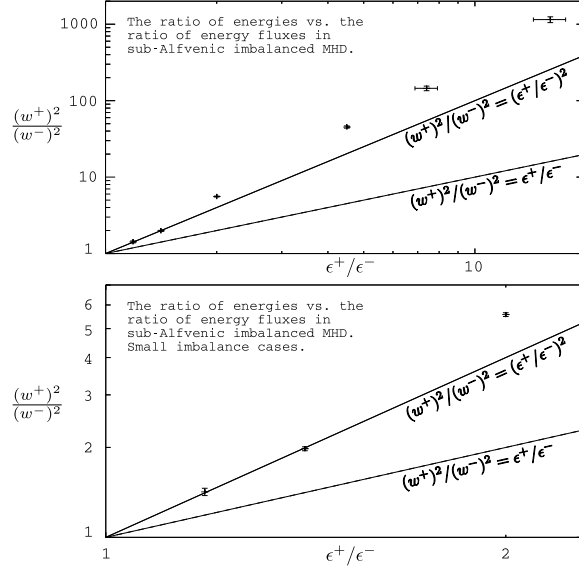 The ratio of energies vs. the
ratio of energy fluxes in
sub-Alfvenic imbalanced MHD.
1000
100
10
1
(w⁺)²
(w⁻)²
(w⁺)²/(w⁻)² = (ϵ⁺/ϵ⁻)²
(w⁺)²/(w⁻)² = ϵ⁺/ϵ⁻
ϵ⁺/ϵ⁻
10
The ratio of energies vs. the
ratio of energy fluxes in
sub-Alfvenic imbalanced MHD.
Small imbalance cases.
6
5
4
3
2
1
(w⁺)²
(w⁻)²
(w⁺)²/(w⁻)² = (ϵ⁺/ϵ⁻)²
(w⁺)²/(w⁻)² = ϵ⁺/ϵ⁻
1
ϵ⁺/ϵ⁻
2